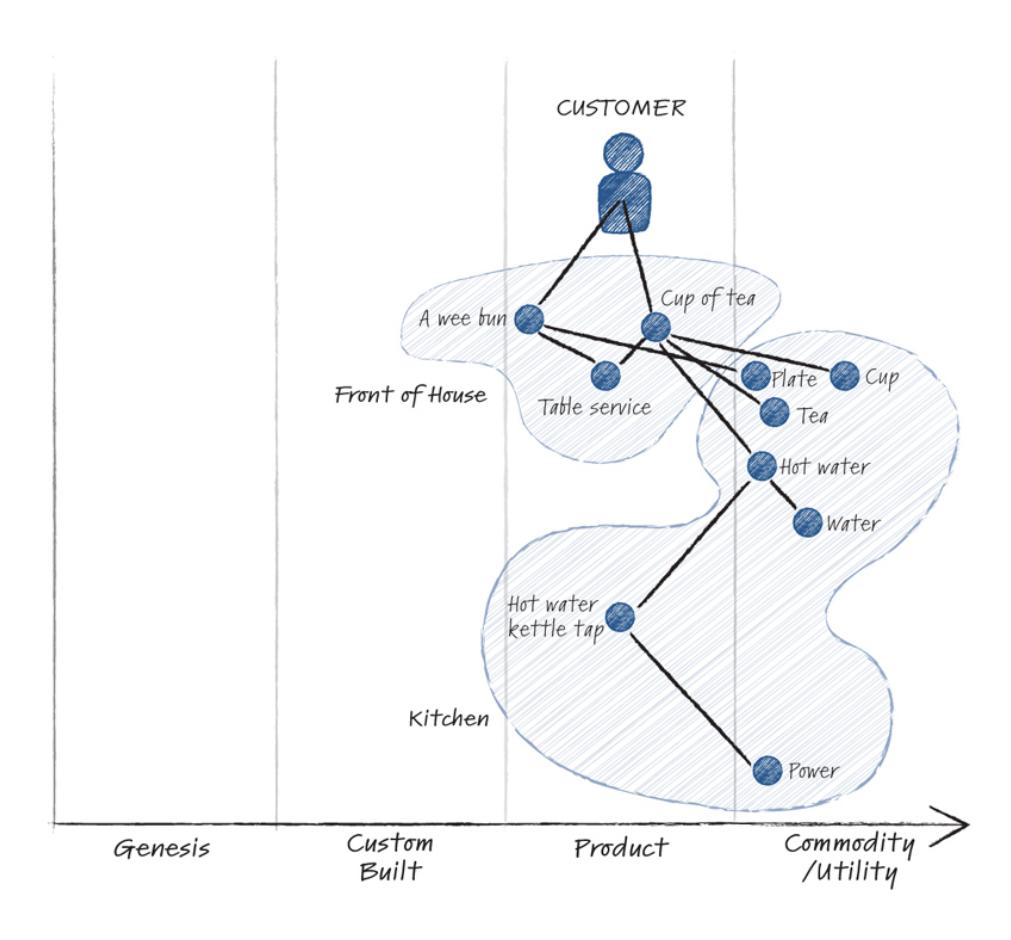 CUSTOMER
Cup of tea
A wee bun
Plate
Cup
Front of House
Table service
Tea
Hot water
Water
Hot water
kettle tap
Kitchen
Power
Genesis
Custom
Built
Product
Commodity
/Utility